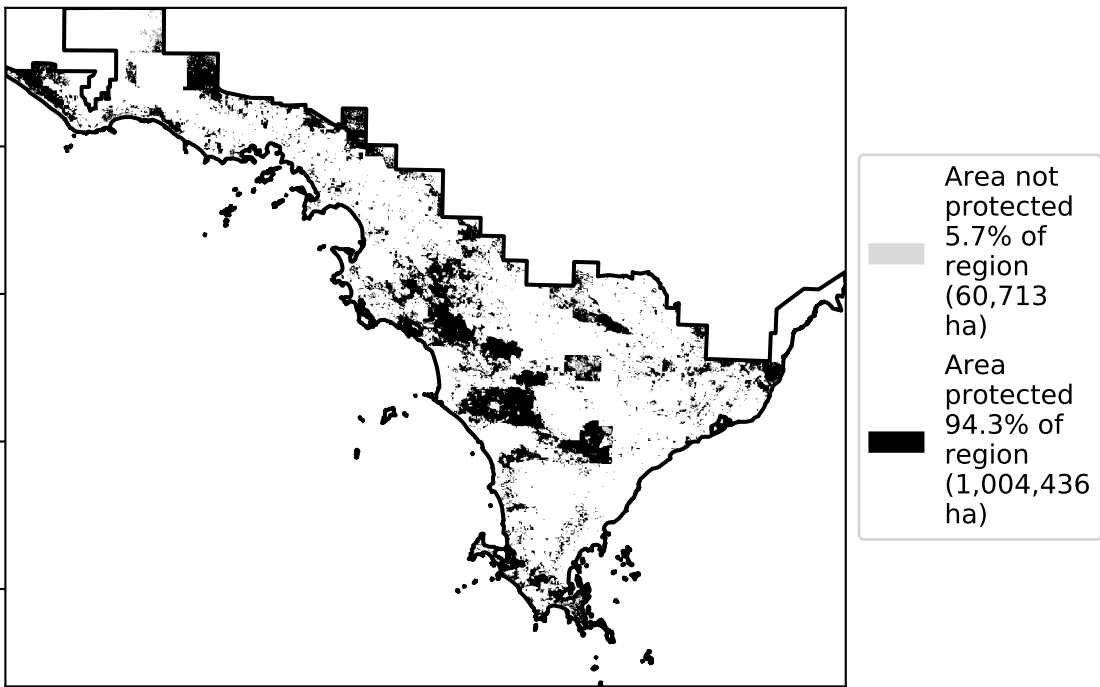 Area not
protected
5.7% of
region
(60,713
ha)
Area
protected
94.3% of
region
(1,004,436
ha)